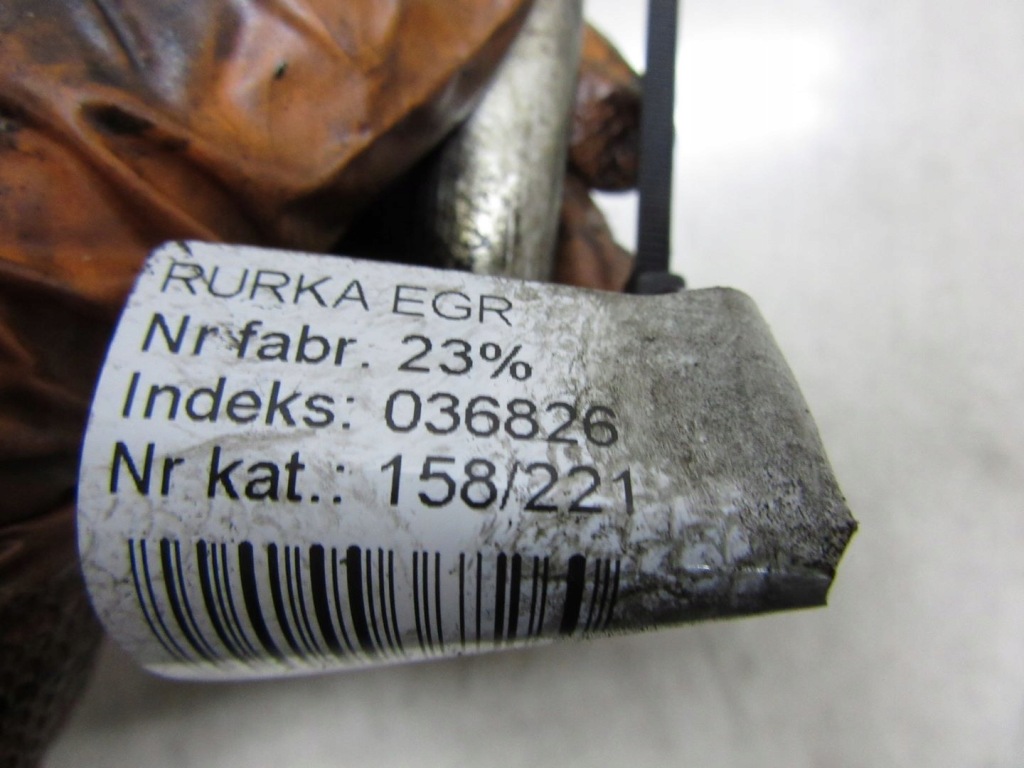 RURKA EGR
Nr fabr. 23%
Indeks: 036826
Nr kat.: 158/221